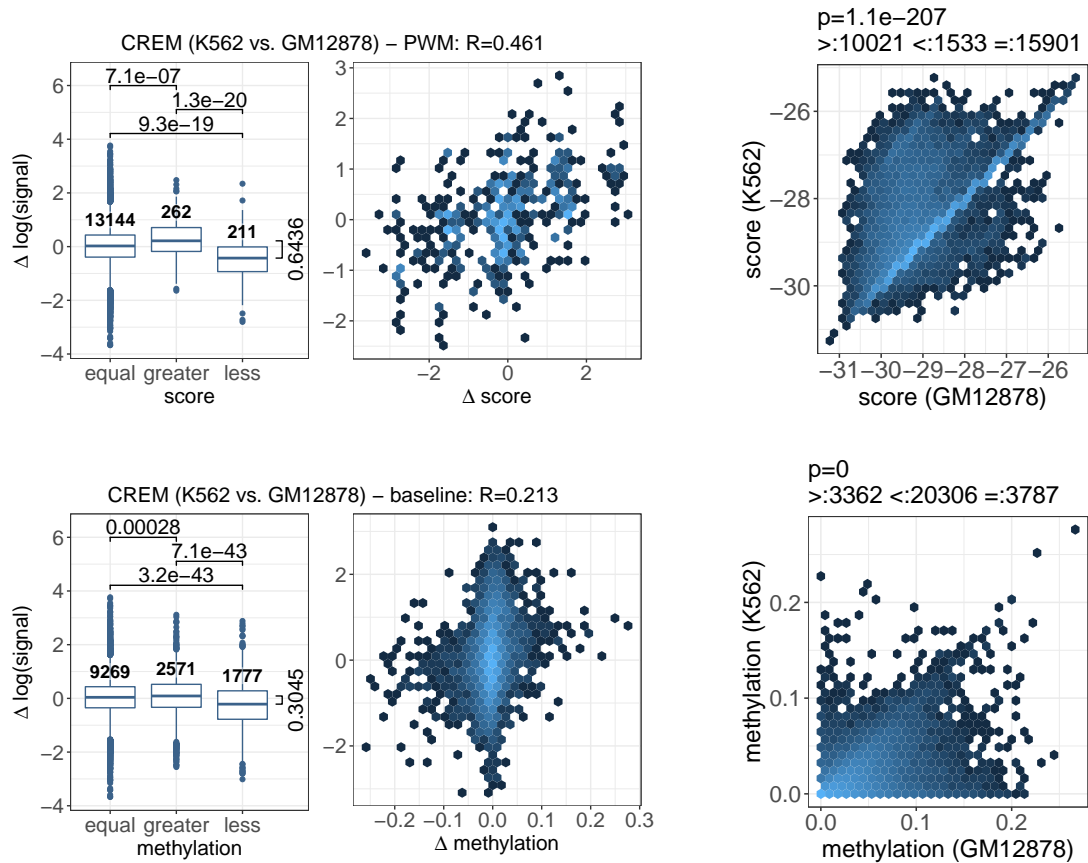 CREM (K562 vs. GM12878) − PWM: R=0.461
7.1e−07
1.3e−20
9.3e−19
13144
262
211
0.6436
6
4
2
0
−2
−4
Δ log(signal)
equal greater less
score
3
2
1
0
−1
−2
−2 0 2
Δ score
p=1.1e−207
>:10021 <:1533 =:15901
−26
−28
−30
score (K562)
−31−30−29−28−27−26
score (GM12878)
CREM (K562 vs. GM12878) − baseline: R=0.213
0.00028
7.1e−43
3.2e−43
9269
2571
1777
0.3045
6
4
2
0
−2
−4
Δ log(signal)
equal greater less
methylation
2
0
−2
−0.2−0.1 0.0 0.1 0.2 0.3
Δ methylation
p=0
>:3362 <:20306 =:3787
0.2
0.1
0.0
methylation (K562)
0.0 0.1 0.2
methylation (GM12878)